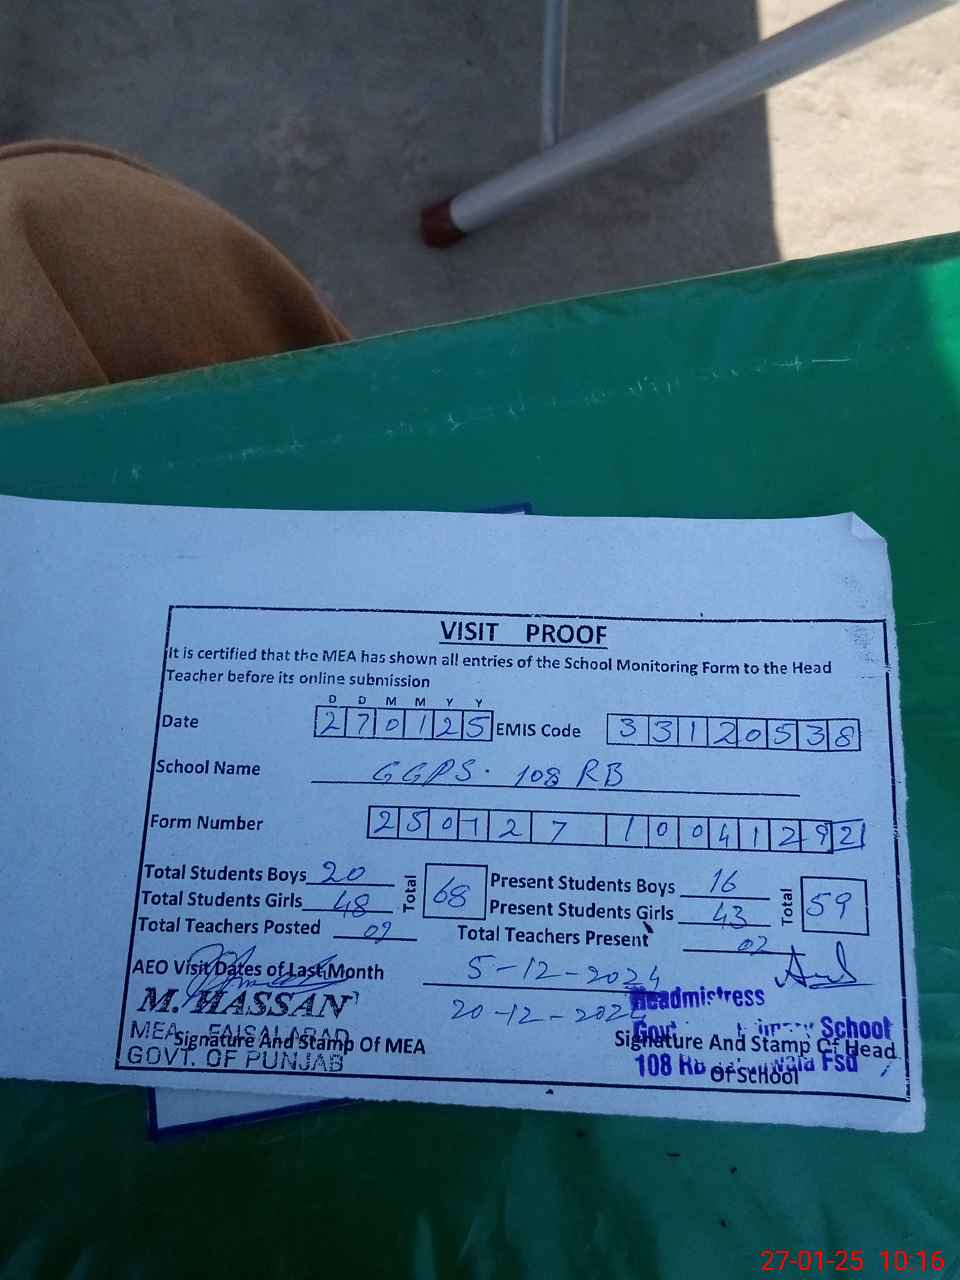 VISIT PROOF
It is certified that the MEA has shown all entries of the School Monitoring Form to the Head
Teacher before its online submission
D D M M Y Y
Date 2 7 0 1 2 5 EMIS Code 3 3 1 2 0 5 3 8
School Name GGPS. 108 RB
Form Number 2 5 0 1 2 7 1 0 0 4 1 2 9 2
Total Students Boys 20 Total 68 Present Students Boys 16 Total 59
Total Students Girls 48 Present Students Girls 43
Total Teachers Posted 02 Total Teachers Present 02
AEO Visit Dates of Last Month 5-12-2024
20-12-2024
M. HASSAN
MEA, FAISALABAD
GOVT. OF PUNJAB
Signature And Stamp Of MEA
Headmistress
Govt Primary School
108 RB Fsd
Signature And Stamp Of Head
Of School
27-01-25 10:16